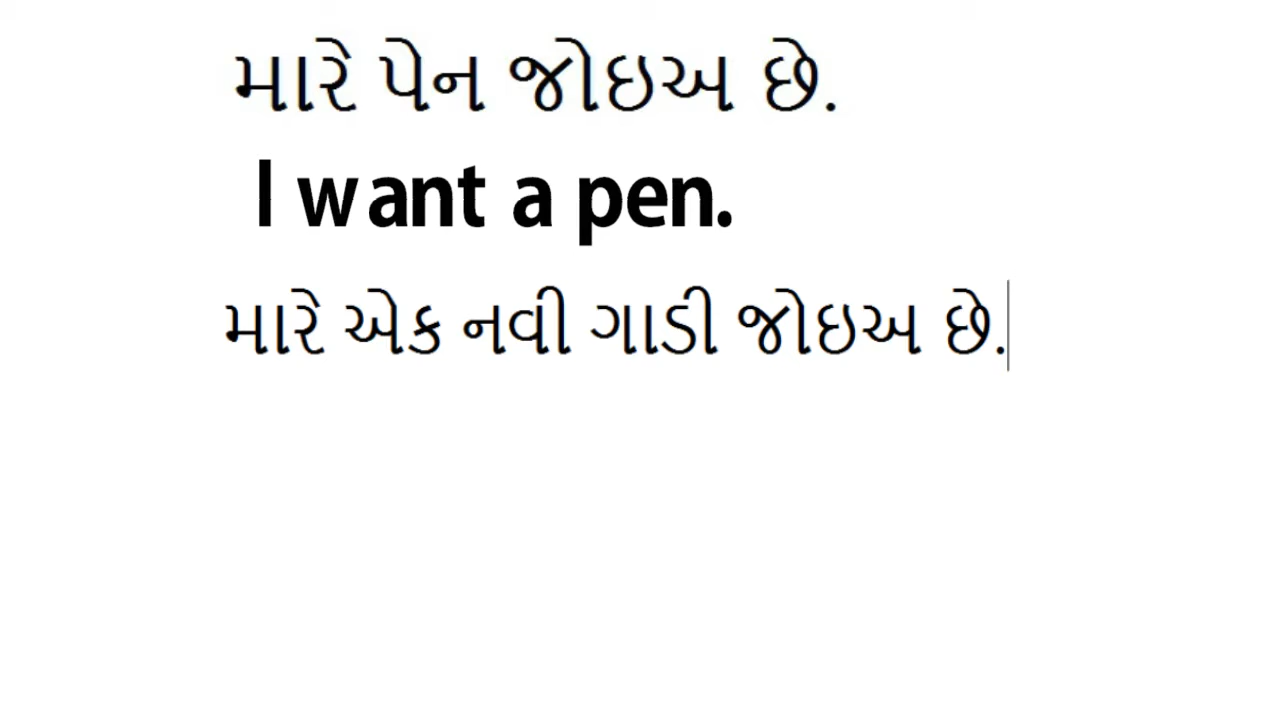 મારે પેન જોઇઅ છે.
I want a pen.
મારે એક નવી ગાડી જોઇઅ છે.